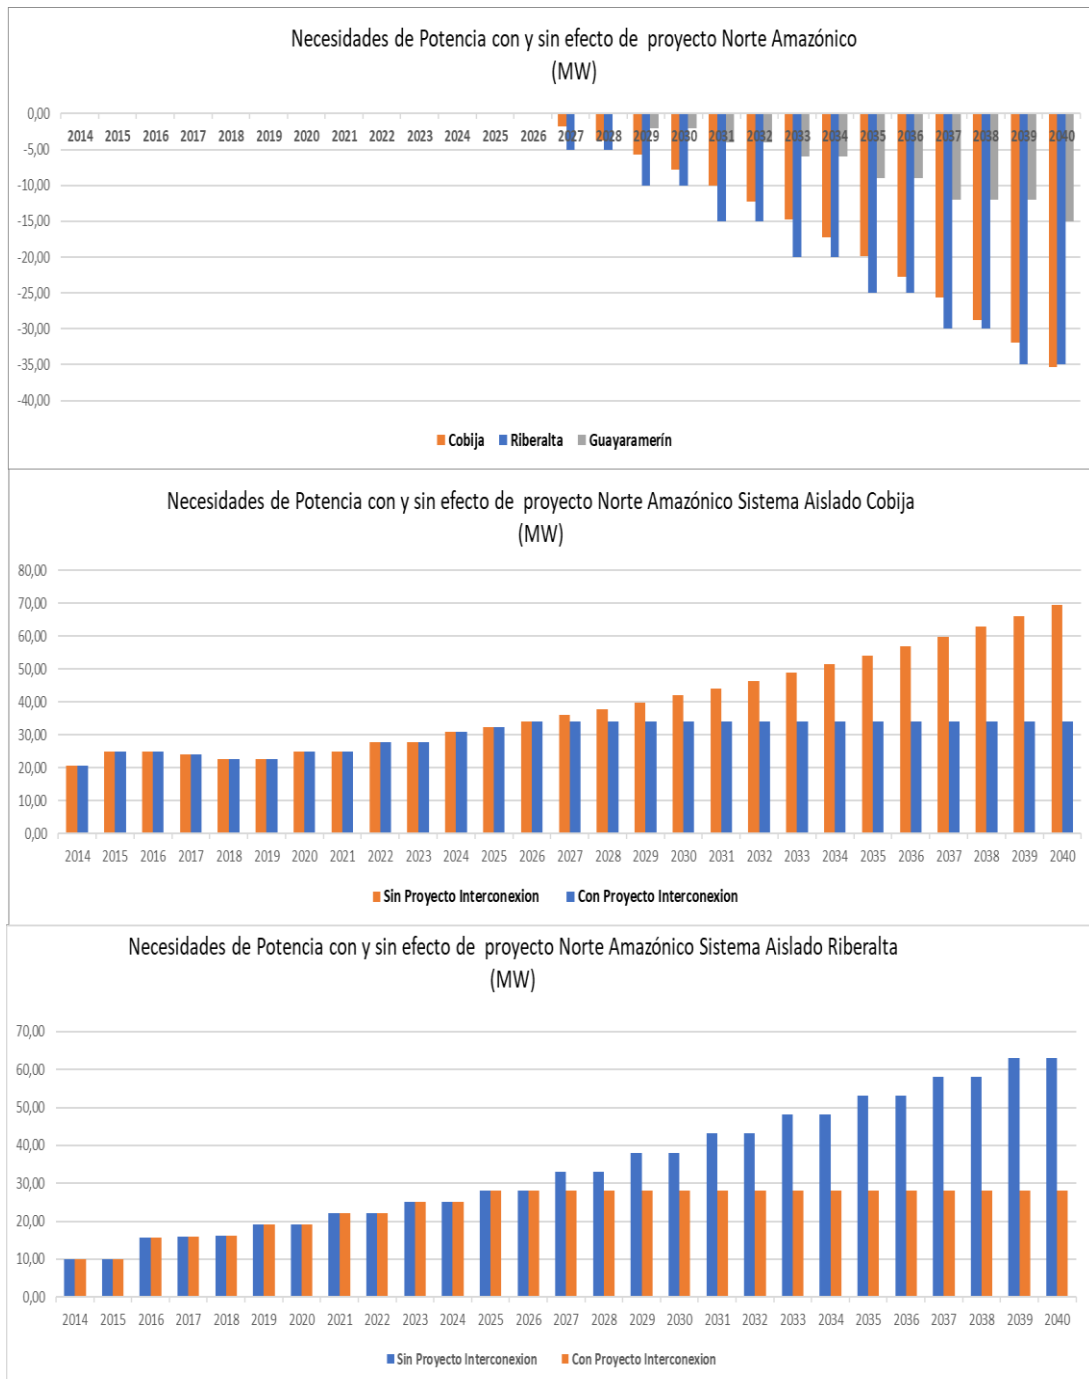 Necesidades de Potencia con y sin efecto de  proyecto Norte Amazónico
(MW)
0,00
2014 2015 2016 2017 2018 2019 2020 2021 2022 2023 2024 2025 2026 2027 2028 2029 2030 2031 2032 2033 2034 2035 2036 2037 2038 2039 2040
-5,00
-10,00
-15,00
-20,00
-25,00
-30,00
-35,00
-40,00
Cobija Riberalta Guayaramerín
Necesidades de Potencia con y sin efecto de  proyecto Norte Amazónico Sistema Aislado Cobija
(MW)
80,00
70,00
60,00
50,00
40,00
30,00
20,00
10,00
0,00
2014 2015 2016 2017 2018 2019 2020 2021 2022 2023 2024 2025 2026 2027 2028 2029 2030 2031 2032 2033 2034 2035 2036 2037 2038 2039 2040
Sin Proyecto Interconexion Con Proyecto Interconexion
Necesidades de Potencia con y sin efecto de  proyecto Norte Amazónico Sistema Aislado Riberalta
(MW)
70,00
60,00
50,00
40,00
30,00
20,00
10,00
0,00
2014 2015 2016 2017 2018 2019 2020 2021 2022 2023 2024 2025 2026 2027 2028 2029 2030 2031 2032 2033 2034 2035 2036 2037 2038 2039 2040
Sin Proyecto Interconexion Con Proyecto Interconexion